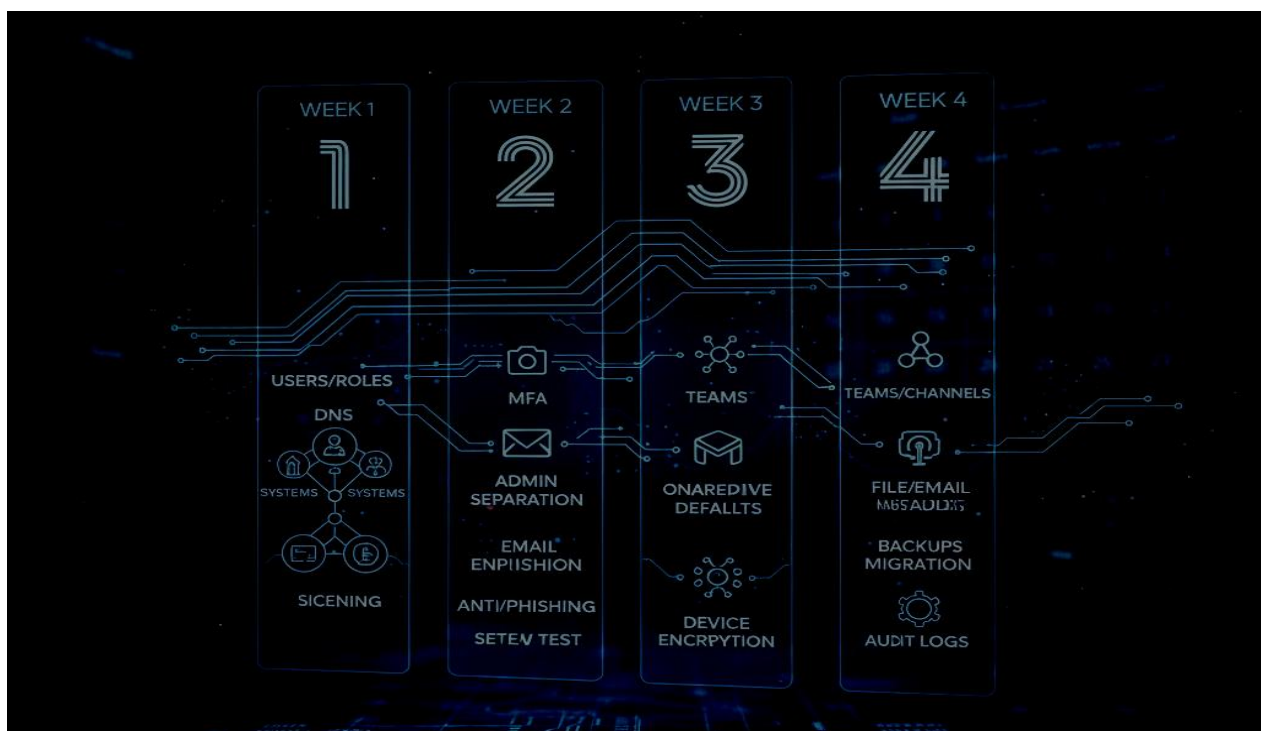 WEEK 1
1
USERS/ROLES
DNS
SYSTEMS SYSTEMS
SICENING
WEEK 2
2
MFA
ADMIN
SEPARATION
EMAIL
ENPIISHION
ANTI/PHISHING
TEST
WEEK 3
3
TEAMS
ONAREDIVE
DEFALLTS
DEVICE
ENCRPYTION
WEEK 4
4
TEAMS/CHANNELS
FILE/EMAIL
BACKUPS
MIGRATION
AUDIT LOGS